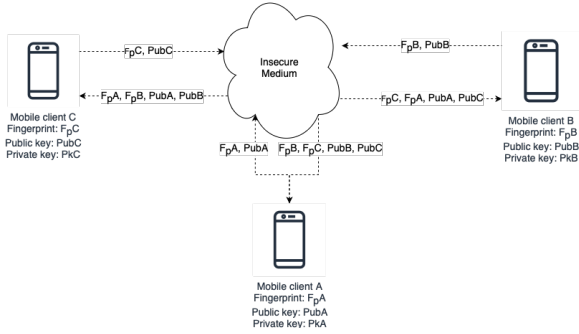 FpC, PubC
Insecure
Medium
FpB, PubB
FpA, FpB, PubA, PubB
FpC, FpA, PubA, PubC
Mobile client C
Fingerprint: FpC
Public key: PubC
Private key: PkC
Mobile client B
Fingerprint: FpB
Public key: PubB
Private key: PkB
FpA, PubA
FpB, FpC, PubB, PubC
Mobile client A
Fingerprint: FpA
Public key: PubA
Private key: PkA